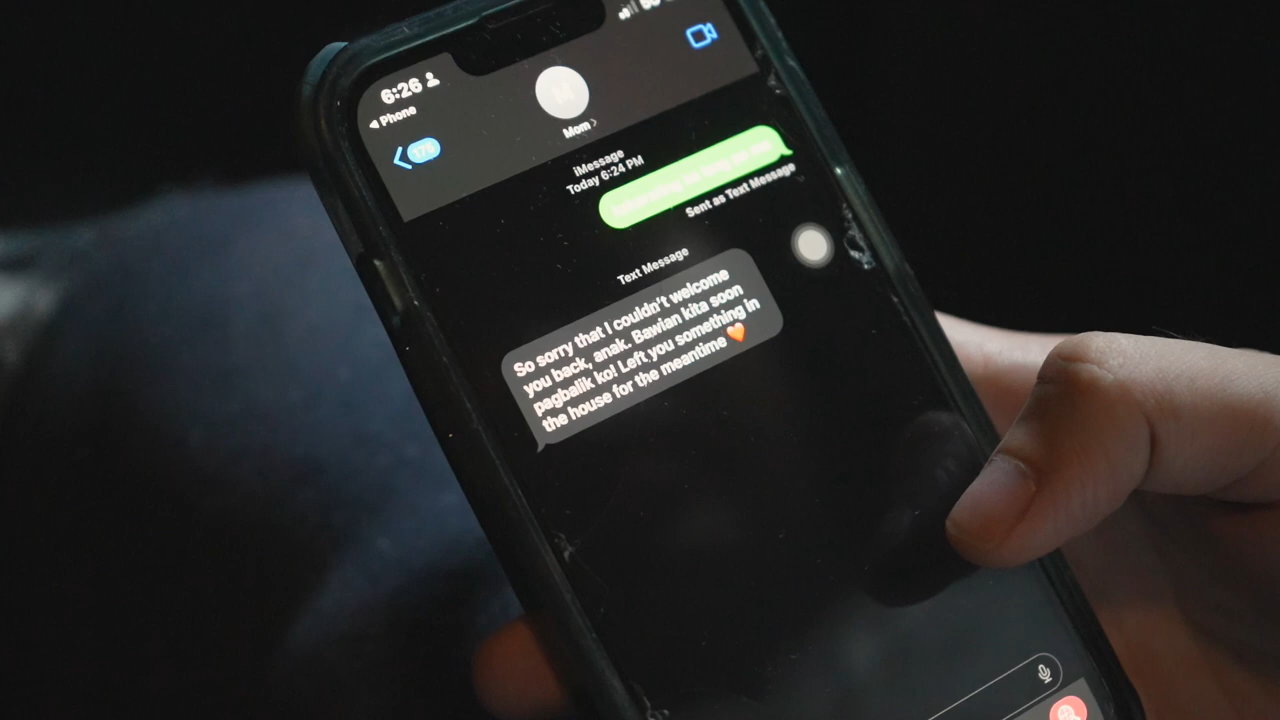 6:26
◀ Phone
175
Mom
iMessage
Today 6:24 PM
Sent as Text Message
Text Message
So sorry that I couldn't welcome
you back, anak. Bawian kita soon
pagbalik ko! Left you something in
the house for the meantime ❤️